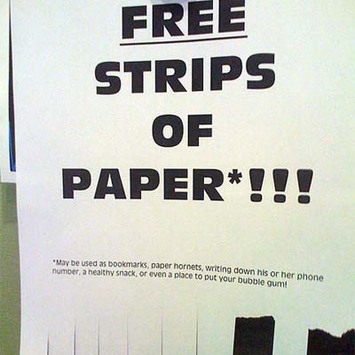 FREE
STRIPS
OF
PAPER*!!!
*May be used as bookmarks, paper hornets, writing down his or her phone
number, a healthy snack, or even a place to put your bubble gum!